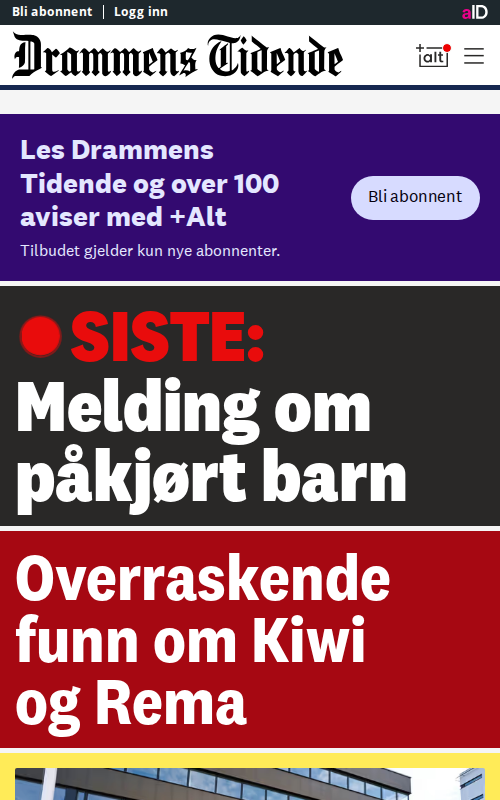 Bli abonnent | Logg inn
aID
Drammens Tidende
+alt
Les Drammens
Tidende og over 100
aviser med +Alt
Tilbudet gjelder kun nye abonnenter.
Bli abonnent
SISTE:
Melding om
påkjørt barn
Overraskende
funn om Kiwi
og Rema